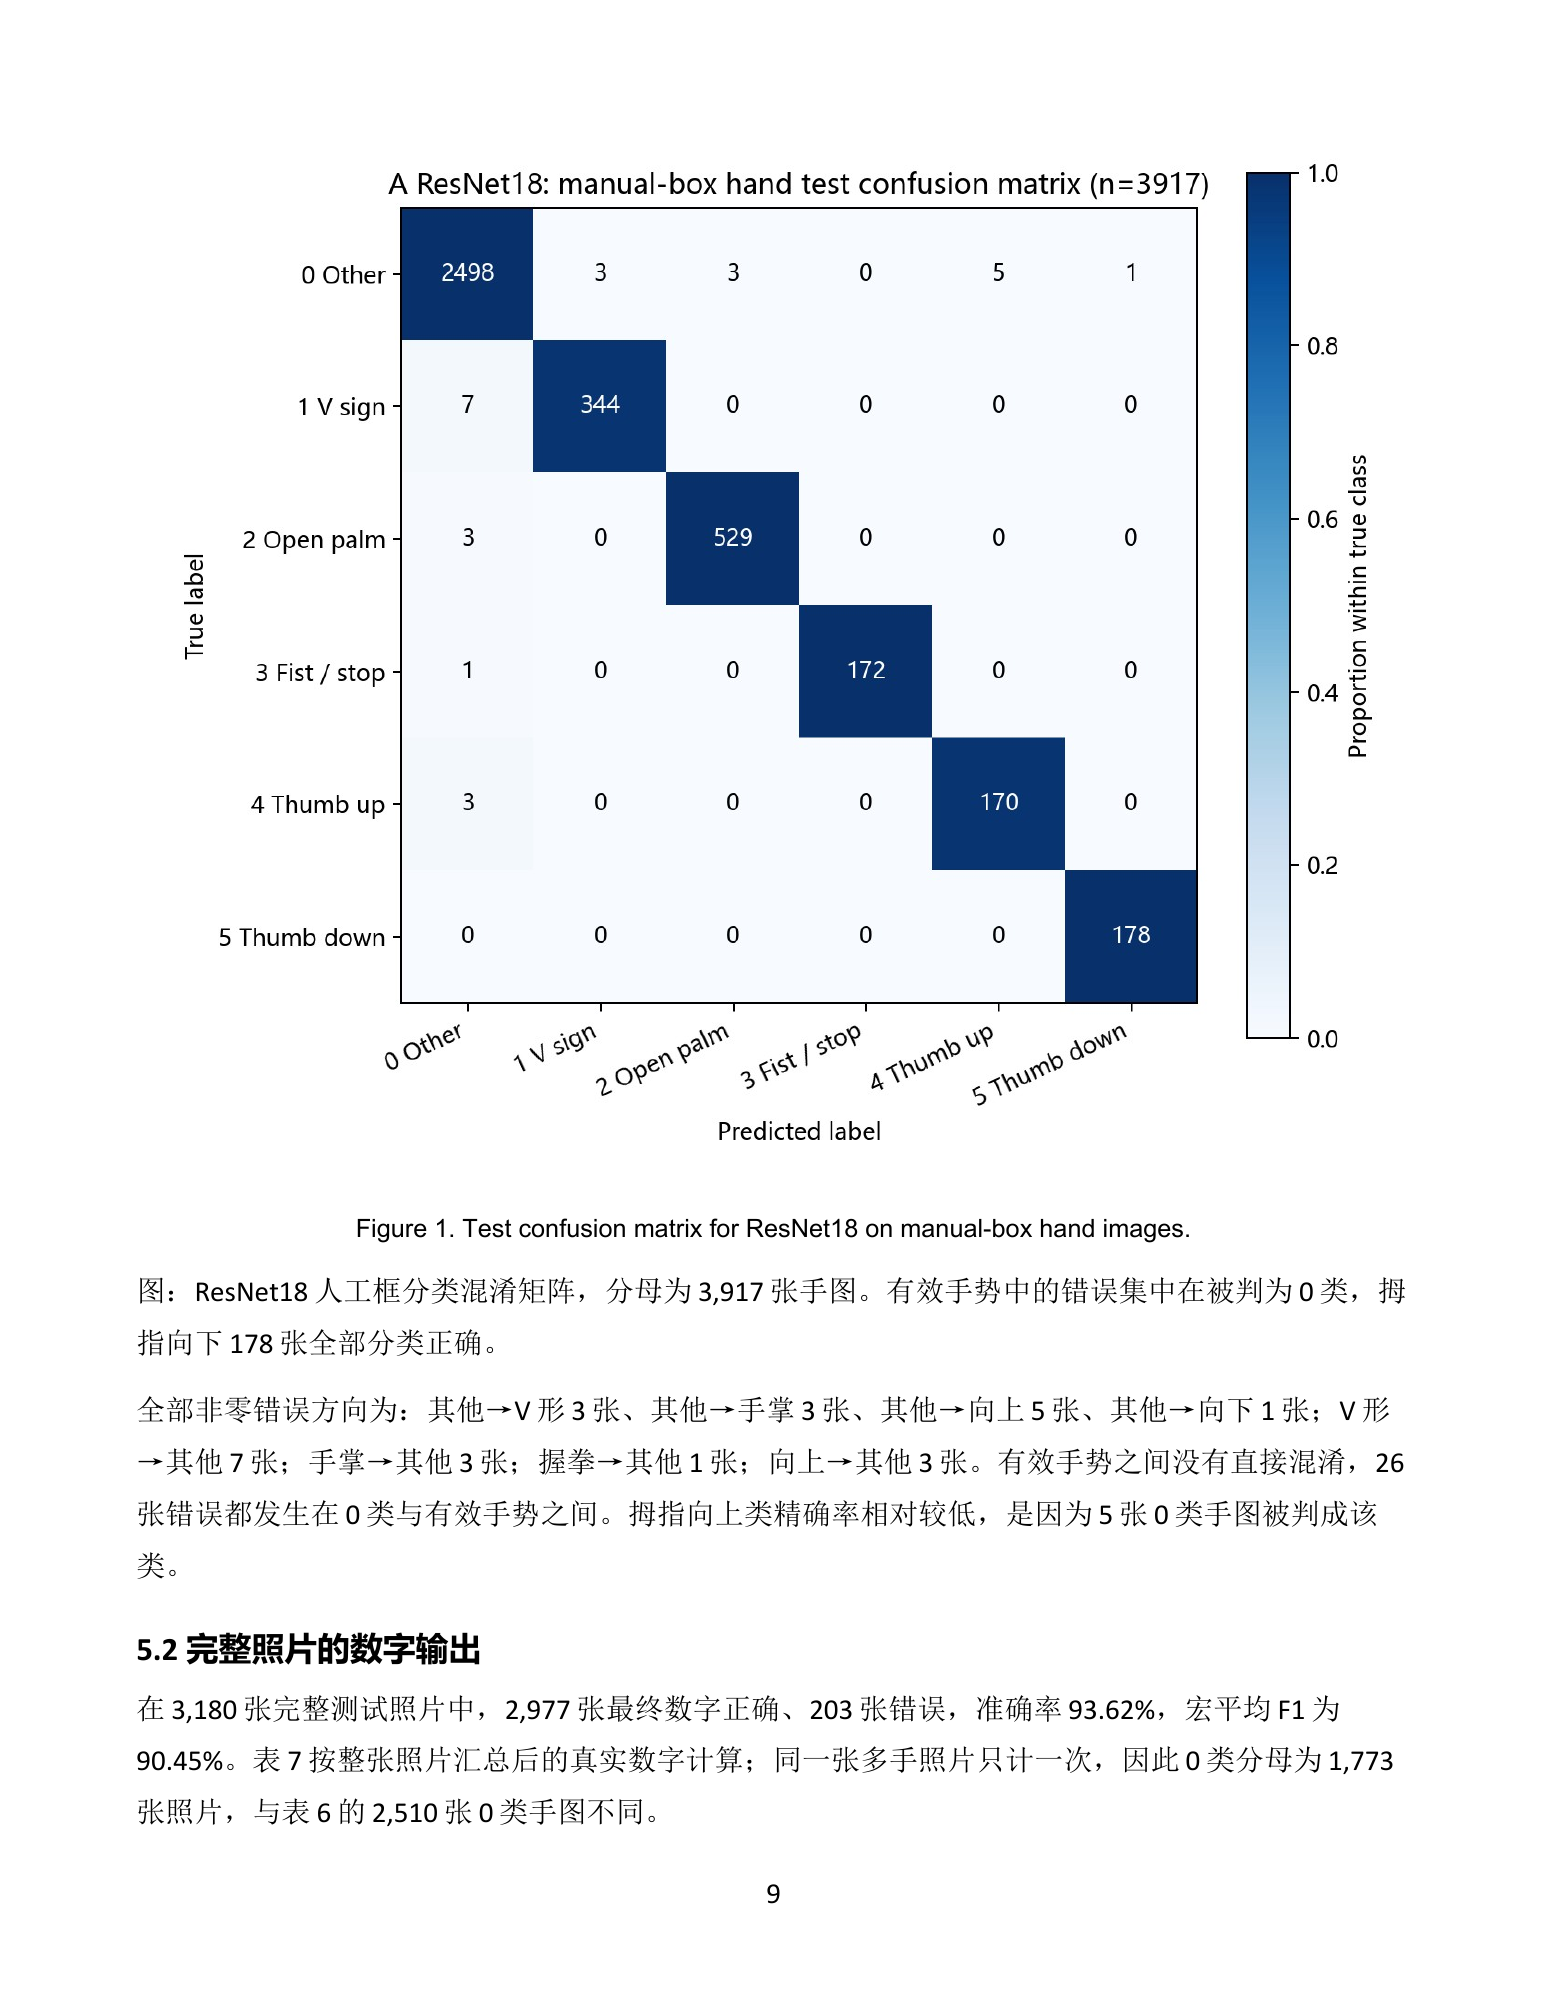 A ResNet18: manual-box hand test confusion matrix (n=3917)
True label
0 Other 2498 3 3 0 5 1
1 V sign 7 344 0 0 0 0
2 Open palm 3 0 529 0 0 0
3 Fist / stop 1 0 0 172 0 0
4 Thumb up 3 0 0 0 170 0
5 Thumb down 0 0 0 0 0 178
0 Other 1 V sign 2 Open palm 3 Fist / stop 4 Thumb up 5 Thumb down
Predicted label
1.0
0.8
0.6
0.4
0.2
0.0
Proportion within true class
Figure 1. Test confusion matrix for ResNet18 on manual-box hand images.
图：ResNet18 人工框分类混淆矩阵，分母为 3,917 张手图。有效手势中的错误集中在被判为 0 类，拇
指向下 178 张全部分类正确。
全部非零错误方向为：其他→V 形 3 张、其他→手掌 3 张、其他→向上 5 张、其他→向下 1 张；V 形
→其他 7 张；手掌→其他 3 张；握拳→其他 1 张；向上→其他 3 张。有效手势之间没有直接混淆，26
张错误都发生在 0 类与有效手势之间。拇指向上类精确率相对较低，是因为 5 张 0 类手图被判成该
类。
5.2 完整照片的数字输出
在 3,180 张完整测试照片中，2,977 张最终数字正确、203 张错误，准确率 93.62%，宏平均 F1 为
90.45%。表 7 按整张照片汇总后的真实数字计算；同一张多手照片只计一次，因此 0 类分母为 1,773
张照片，与表 6 的 2,510 张 0 类手图不同。
9